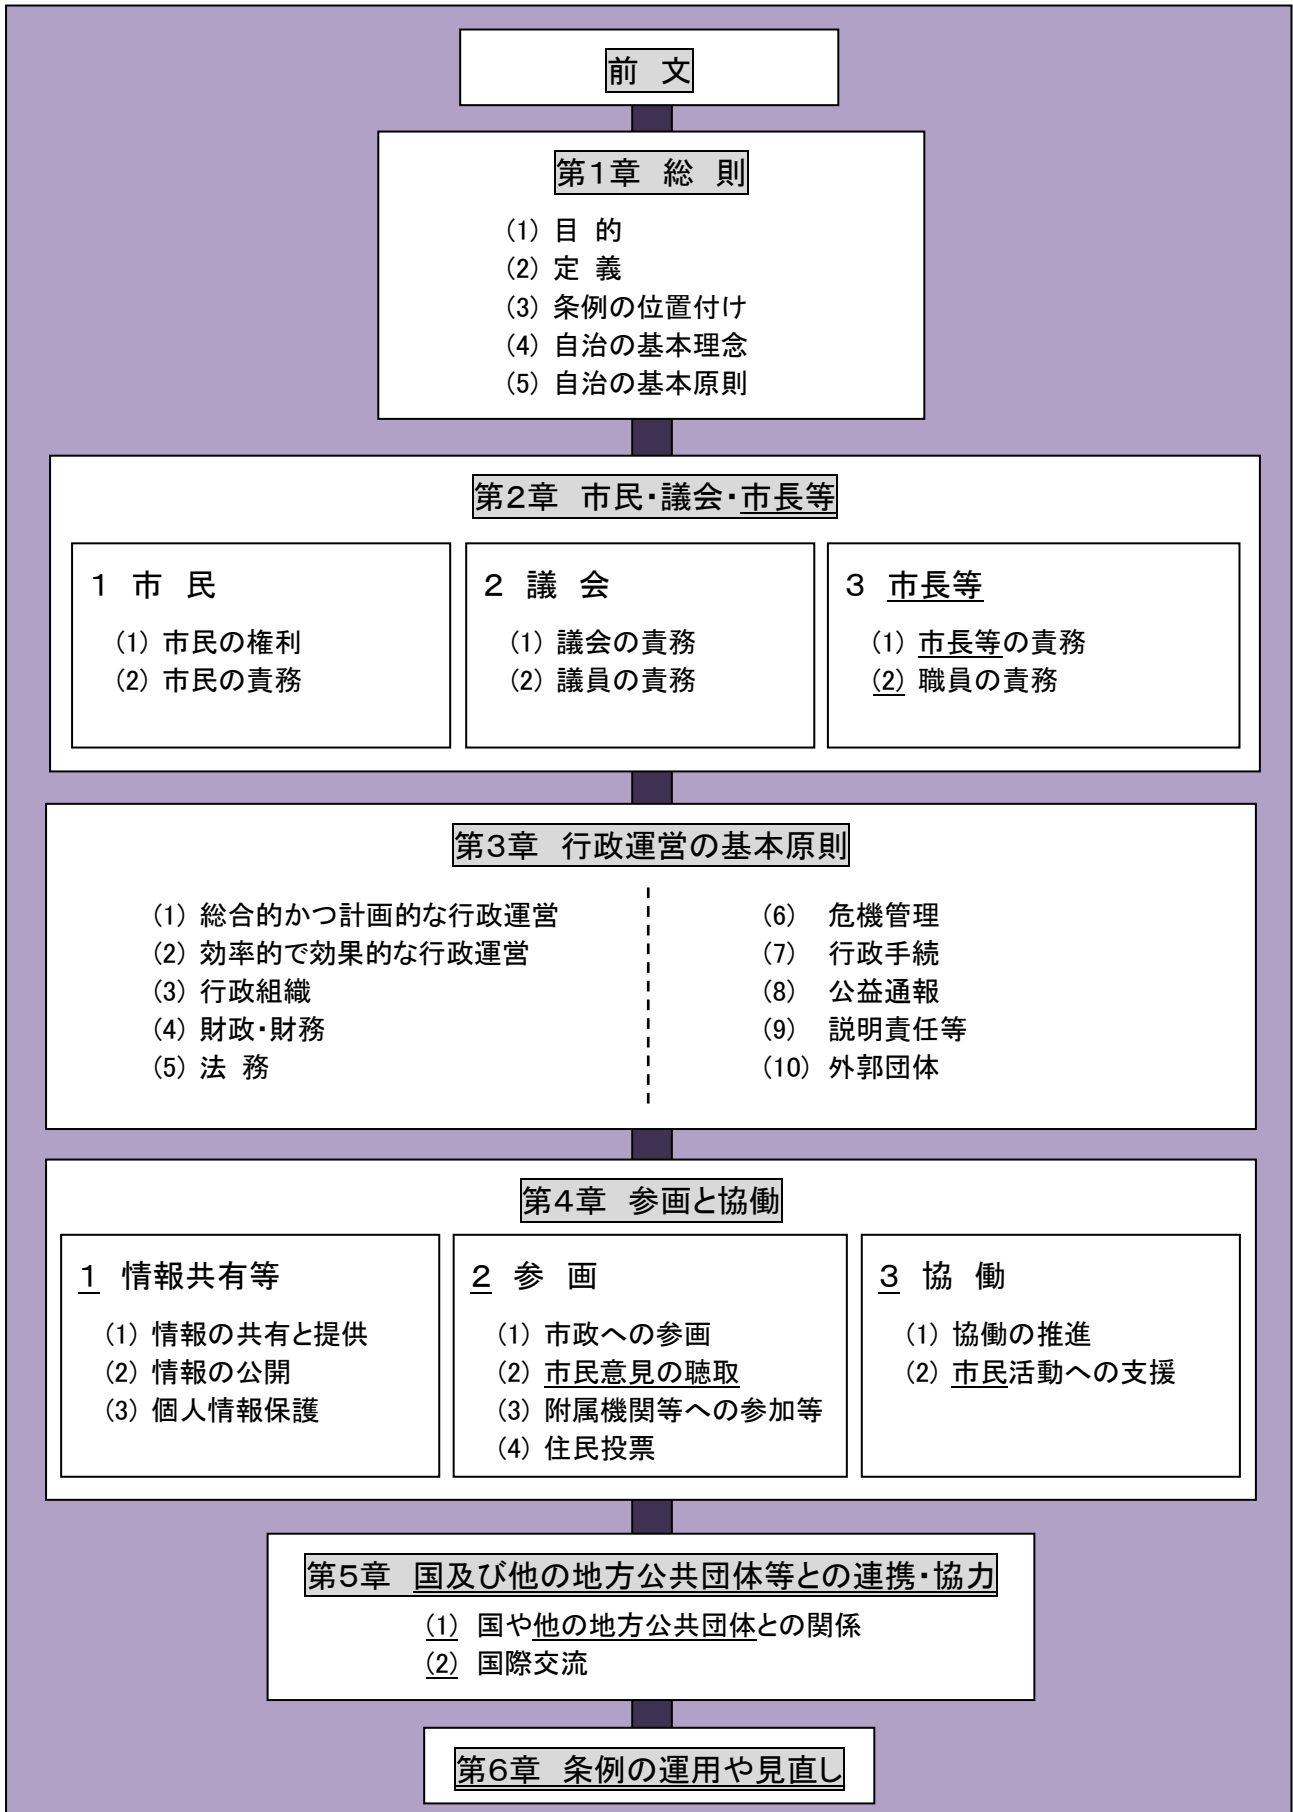 前　文
第１章　総　則
(1) 目 的
(2) 定 義
(3) 条例の位置付け
(4) 自治の基本理念
(5) 自治の基本原則
第２章　市民・議会・市長等
１　市　民
(1) 市民の権利
(2) 市民の責務
２　議　会
(1) 議会の責務
(2) 議員の責務
３　市長等
(1) 市長等の責務
(2) 職員の責務
第３章　行政運営の基本原則
(1) 総合的かつ計画的な行政運営
(2) 効率的で効果的な行政運営
(3) 行政組織
(4) 財政・財務
(5) 法 務
(6) 危機管理
(7) 行政手続
(8) 公益通報
(9) 説明責任等
(10) 外郭団体
第４章　参画と協働
１　情報共有等
(1) 情報の共有と提供
(2) 情報の公開
(3) 個人情報保護
２　参　画
(1) 市政への参画
(2) 市民意見の聴取
(3) 附属機関等への参加等
(4) 住民投票
３　協　働
(1) 協働の推進
(2) 市民活動への支援
第５章　国及び他の地方公共団体等との連携・協力
(1) 国や他の地方公共団体との関係
(2) 国際交流
第６章　条例の運用や見直し